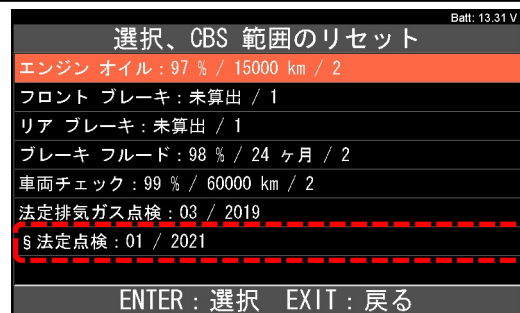 Batt: 13.31 V
選択、CBS 範囲のリセット
エンジン オイル：97 % / 15000 km / 2
フロント ブレーキ：未算出 / 1
リア ブレーキ：未算出 / 1
ブレーキ フルード：98 % / 24 ヶ月 / 2
車両チェック：99 % / 60000 km / 2
法定排気ガス点検：03 / 2019
§法定点検：01 / 2021
ENTER：選択 EXIT：戻る